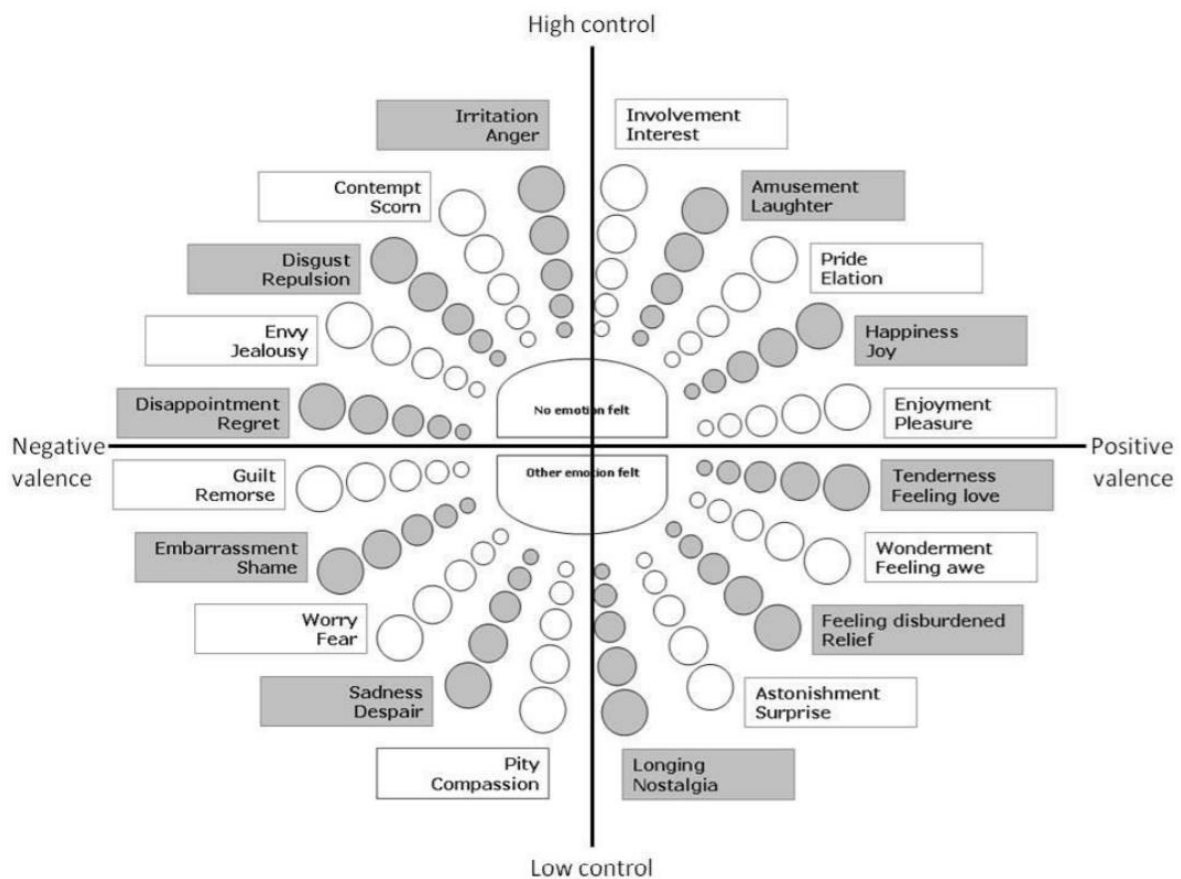 High control
Irritation
Anger
Involvement
Interest
Contempt
Scorn
Amusement
Laughter
Disgust
Repulsion
Pride
Elation
Envy
Jealousy
Happiness
Joy
Disappointment
Regret
No emotion felt
Enjoyment
Pleasure
Negative
valence
Positive
valence
Guilt
Remorse
Other emotion felt
Tenderness
Feeling love
Embarrassment
Shame
Wonderment
Feeling awe
Worry
Fear
Feeling disburdened
Relief
Sadness
Despair
Astonishment
Surprise
Pity
Compassion
Longing
Nostalgia
Low control